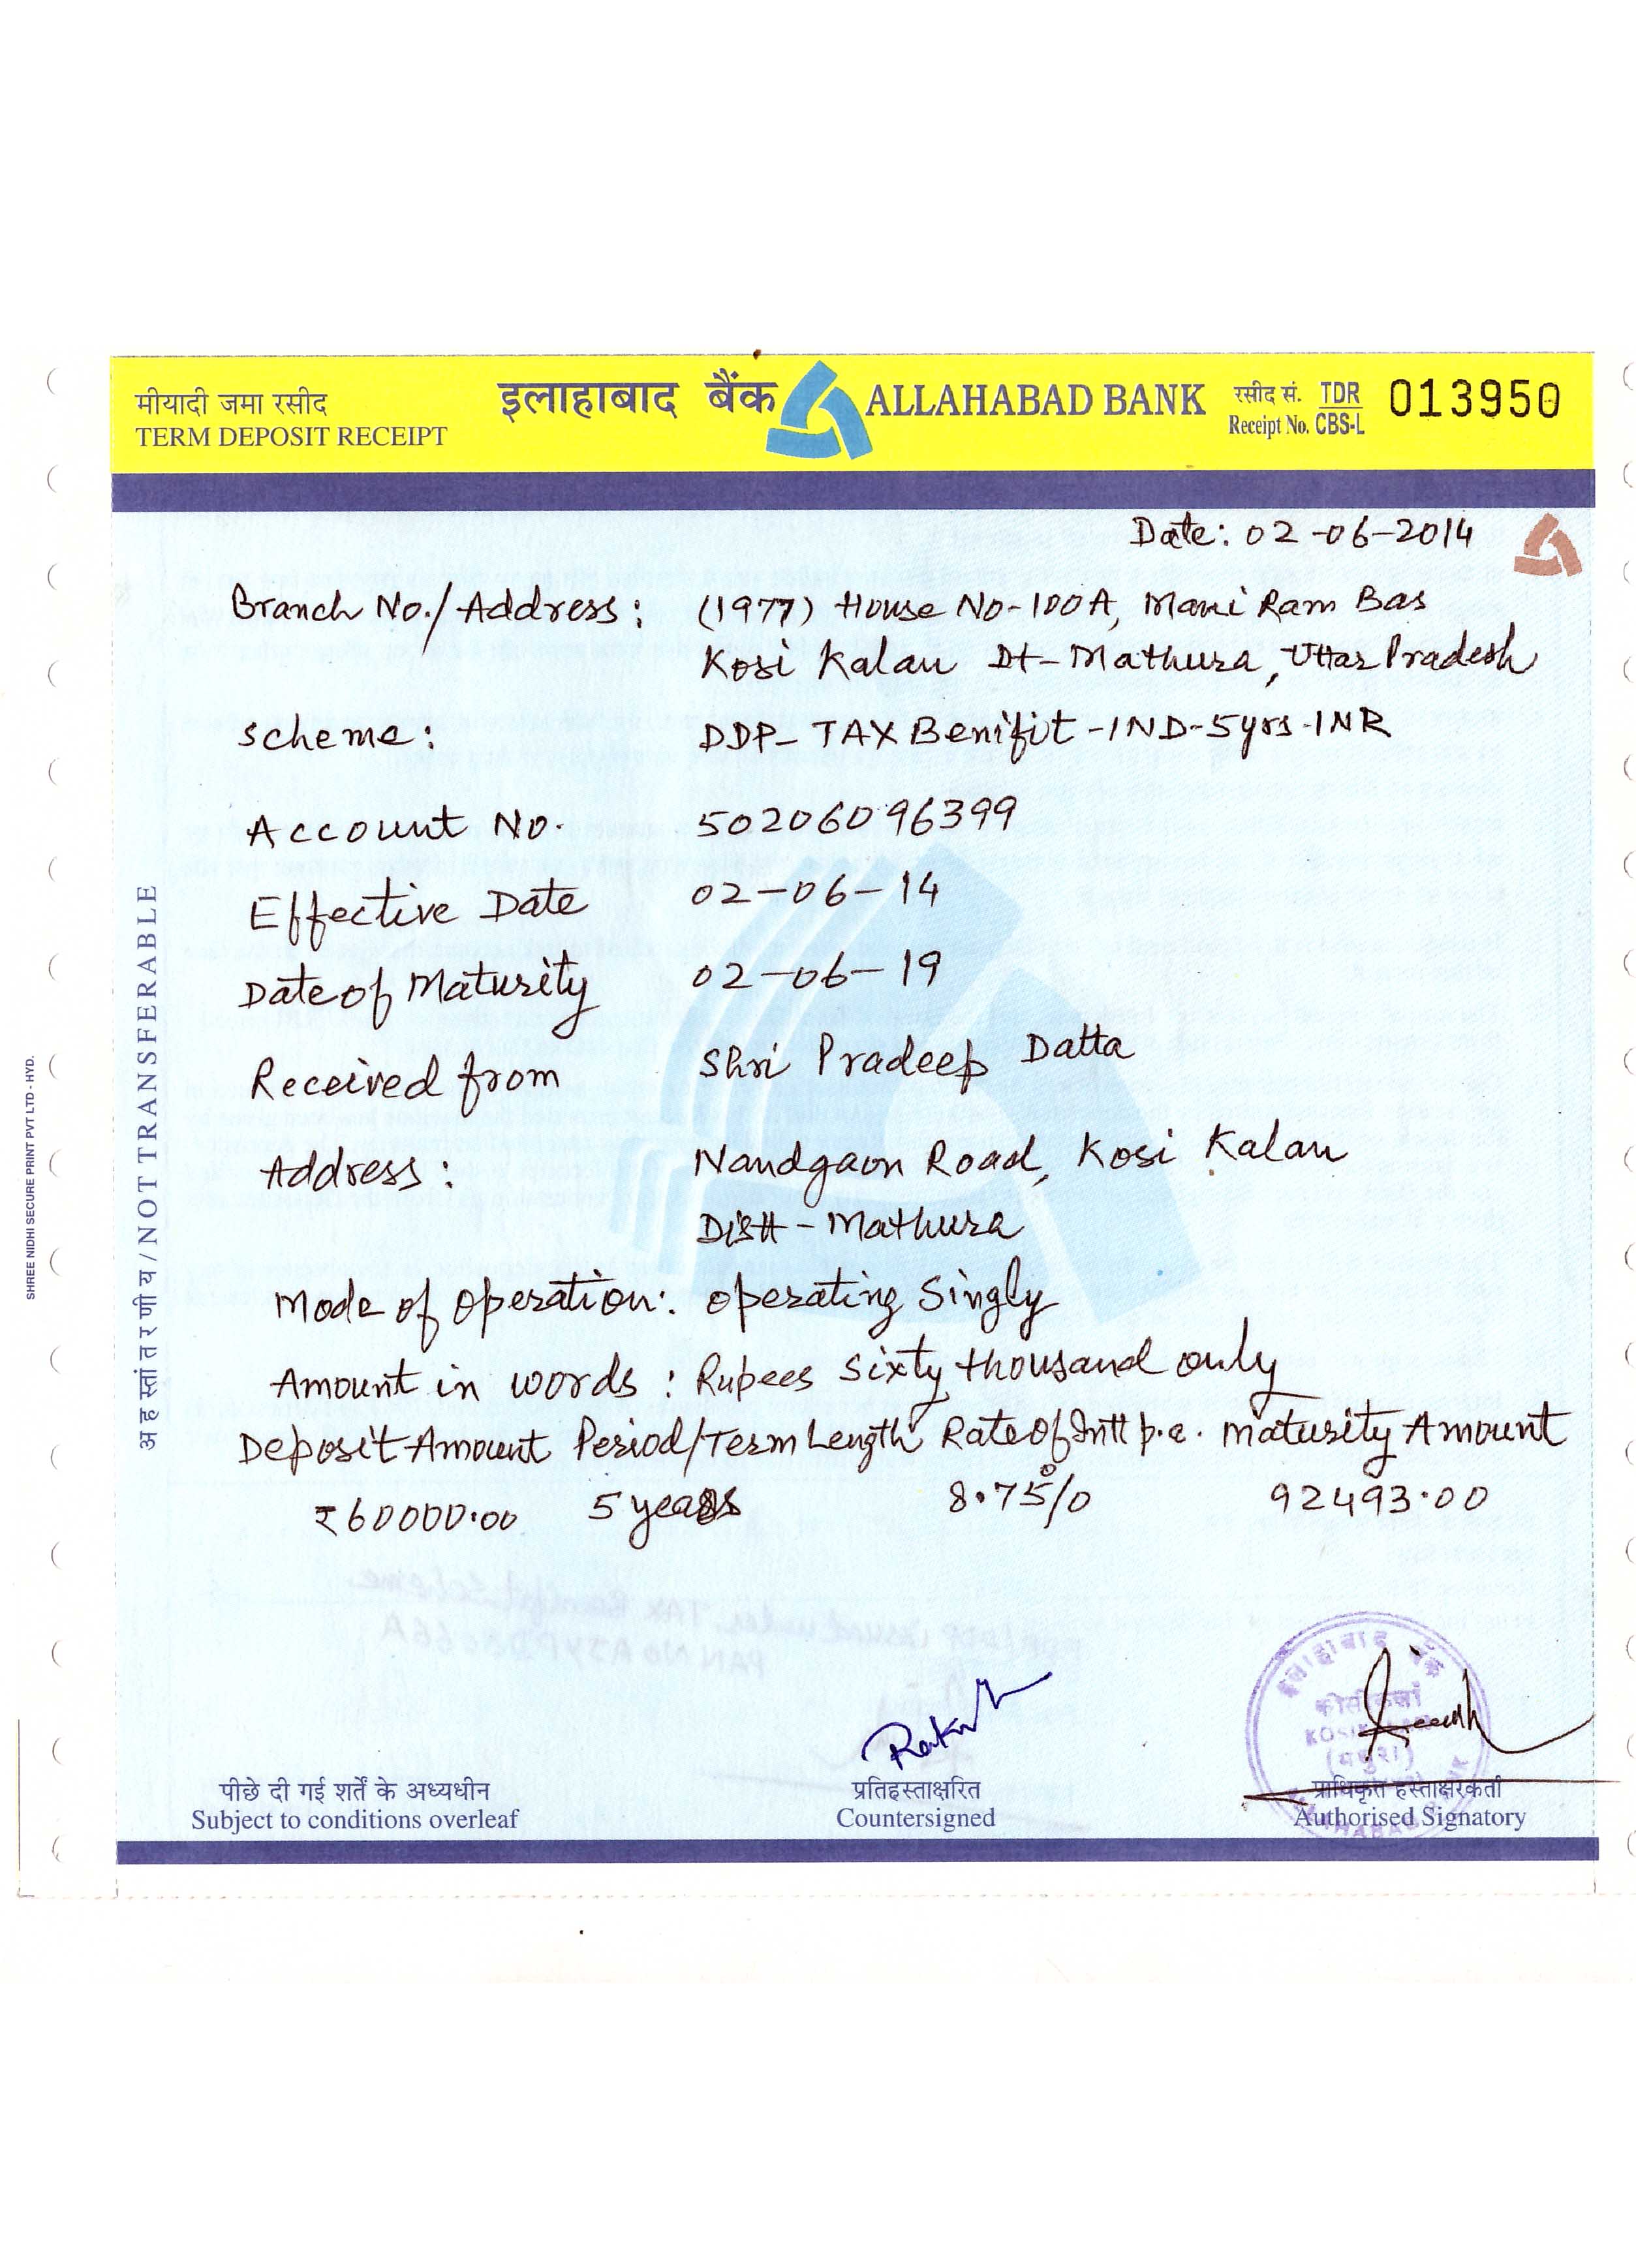 मीयादी जमा रसीद
TERM DEPOSIT RECEIPT
इलाहाबाद बैंक ALLAHABAD BANK
रसीद सं. TDR
Receipt No. CBS-L
013950
Date: 02-06-2014
Branch No./Address: (1977) House No-100A, Mani Ram Bas
Kosi Kalan Dt-Mathura, Uttar Pradesh
Scheme: DDP-TAX Benifit-IND-5yrs-INR
Account No. 50206096399
Effective Date 02-06-14
Date of Maturity 02-06-19
Received from Shri Pradeep Datta
Address: Nandgaon Road, Kosi Kalan
Distt-Mathura
Mode of operation: operating Singly
Amount in words: Rupees Sixty thousand only
Deposit Amount Period/Term Length Rate of Intt p.a. Maturity Amount
₹60000.00 5 years 8.75% 92493.00
अहस्तांतरणीय / NOT TRANSFERABLE
SHREE NIDHI SECURE PRINT PVT LTD - HYD.
इलाहाबाद बैंक
कोसीकलाँ
(मथुरा)
पीछे दी गई शर्तें के अध्यधीन
Subject to conditions overleaf
प्रतिहस्ताक्षरित
Countersigned
प्राधिकृत हस्ताक्षरकर्ता
Authorised Signatory